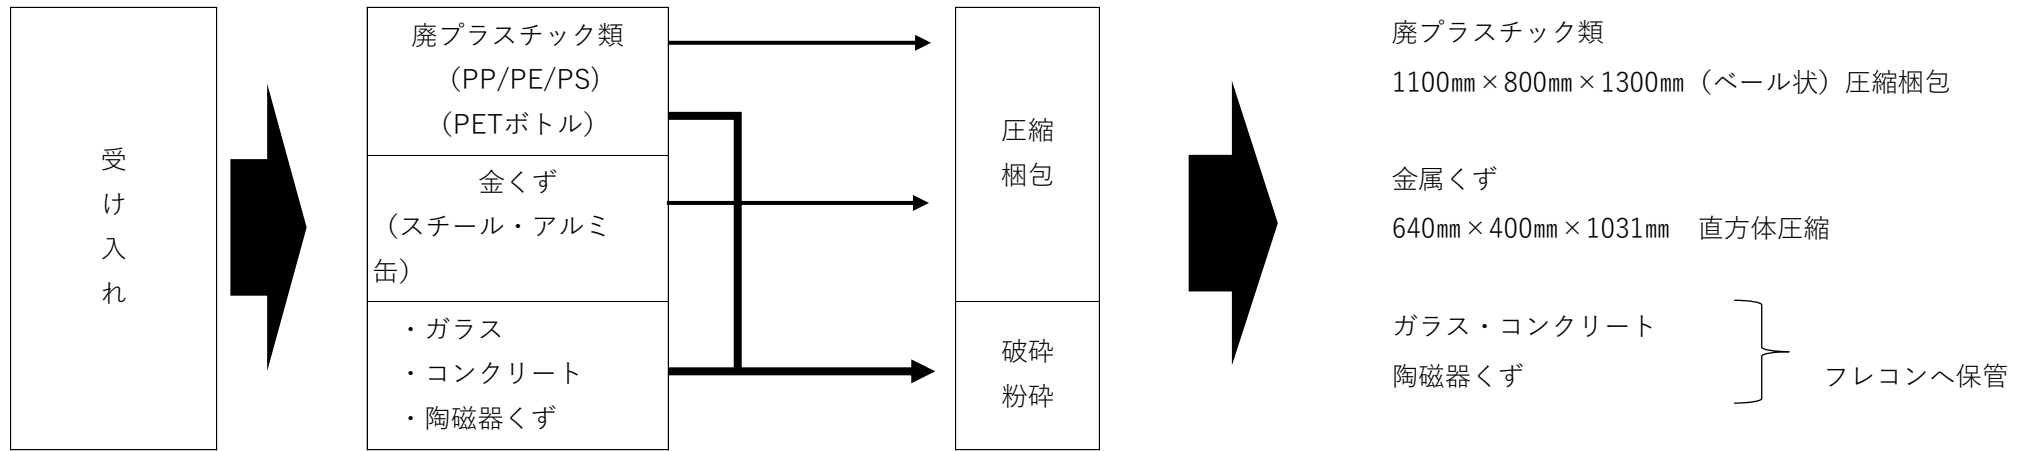 受
け
入
れ
廃プラスチック類
（PP/PE/PS）
（PETボトル）
金くず
（スチール・アルミ
缶）
・ガラス
・コンクリート
・陶磁器くず
圧縮
梱包
破砕
粉砕
廃プラスチック類
1100㎜×800㎜×1300㎜（ベール状）圧縮梱包
金属くず
640㎜×400㎜×1031㎜　直方体圧縮
ガラス・コンクリート
陶磁器くず
フレコンへ保管